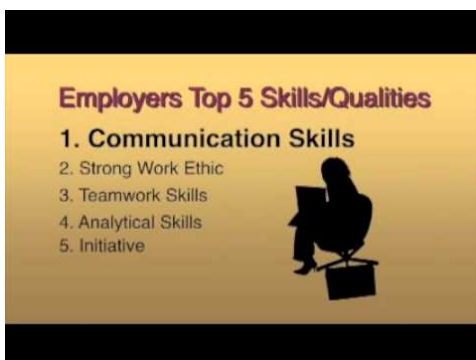 Employers Top 5 Skills/Qualities
1. Communication Skills
2. Strong Work Ethic
3. Teamwork Skills
4. Analytical Skills
5. Initiative